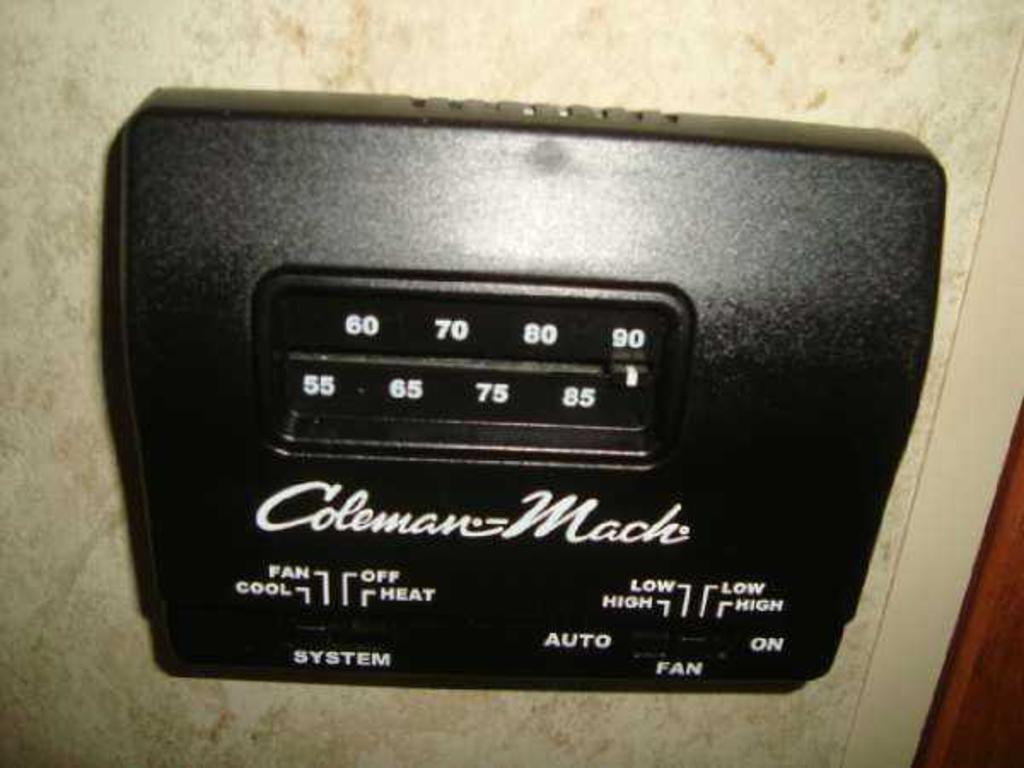 60 70 80 90
55 65 75 85
Coleman-Mach
FAN OFF
COOL HEAT
LOW LOW
HIGH HIGH
AUTO ON
SYSTEM
FAN